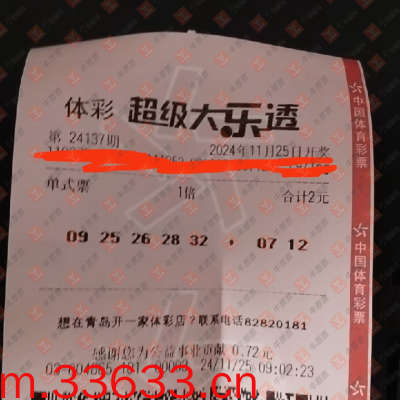 体彩 超级大乐透
第 24137期 2024年11月25日开奖
单式票 1倍 合计2元
09 25 26 28 32 + 07 12
想在青岛开一家体彩店？联系电话82820181
感谢您为公益事业贡献 0.72元
24/11/25 09:02:23
中国体育彩票
中国体育彩票
m.33633.cn